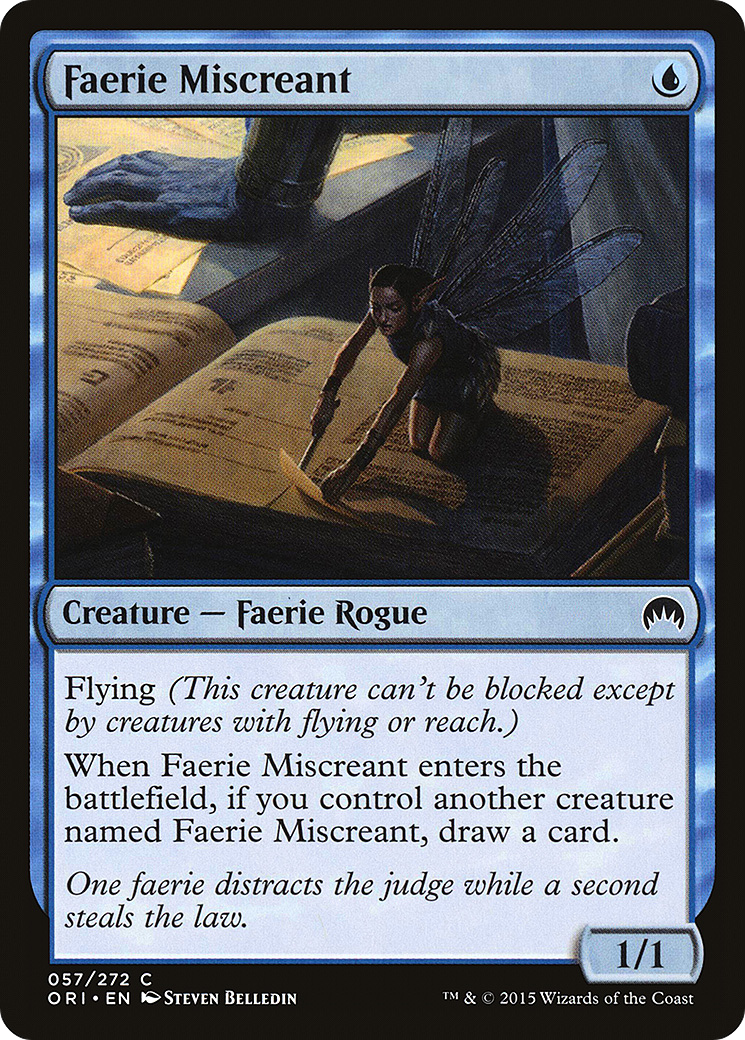 Faerie Miscreant
Creature — Faerie Rogue
Flying (This creature can't be blocked except
by creatures with flying or reach.)
When Faerie Miscreant enters the
battlefield, if you control another creature
named Faerie Miscreant, draw a card.
One faerie distracts the judge while a second
steals the law.
1/1
057/272 C
ORI • EN Steven Belledin
™ & © 2015 Wizards of the Coast